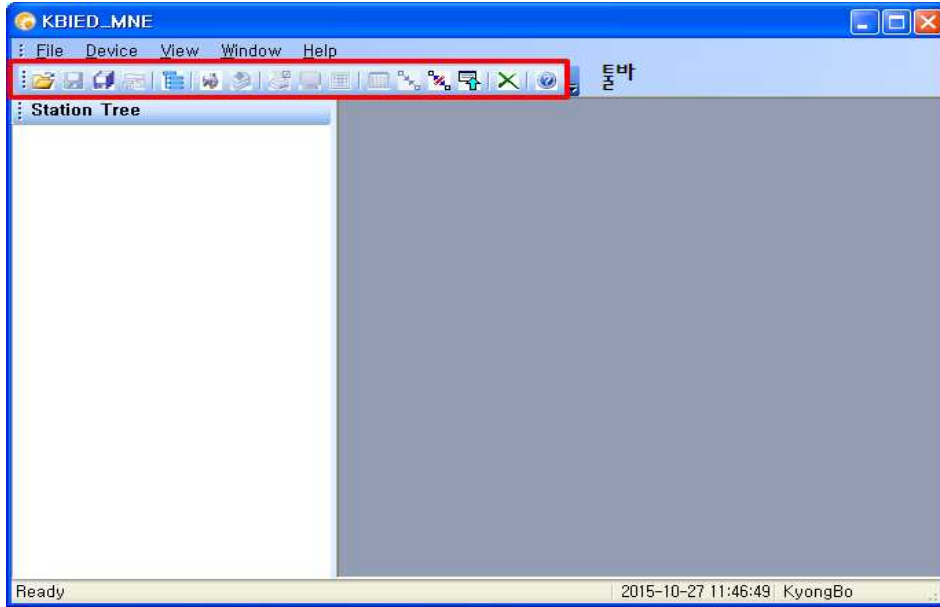 KBIED_MNE
File Device View Window Help
툴바
Station Tree
Ready 2015-10-27 11:46:49 KyongBo